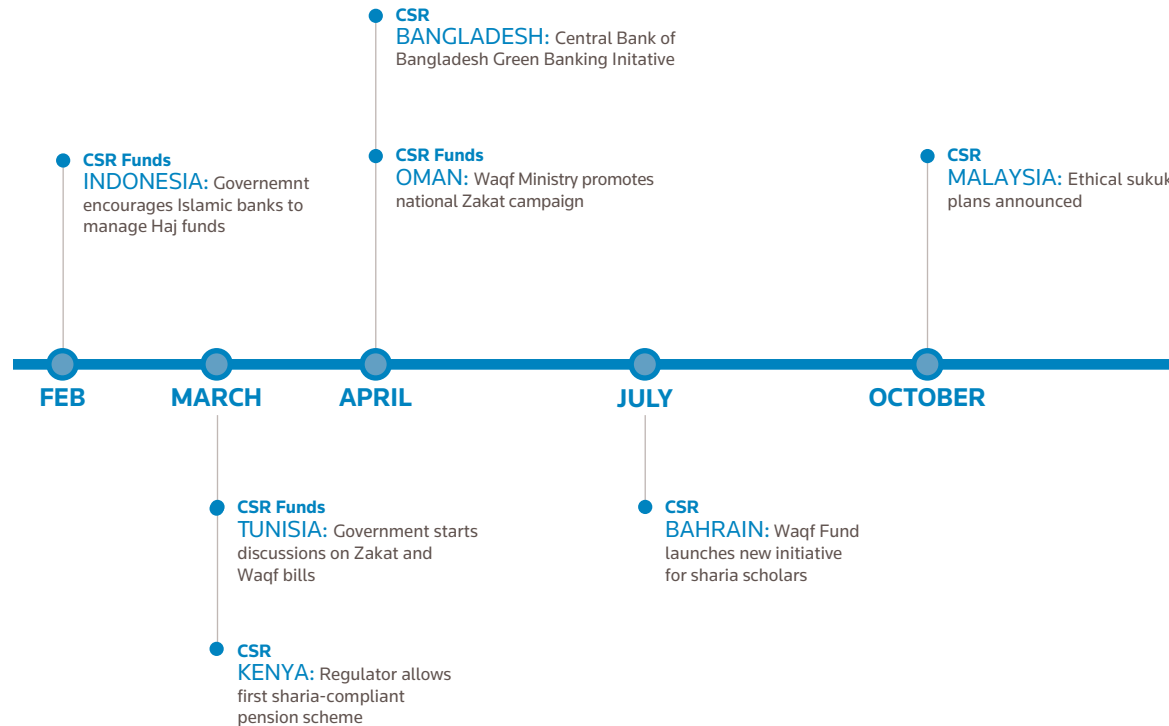 CSR
BANGLADESH: Central Bank of
Bangladesh Green Banking Initative
CSR Funds
INDONESIA: Governemnt
encourages Islamic banks to
manage Haj funds
CSR Funds
OMAN: Waqf Ministry promotes
national Zakat campaign
CSR
MALAYSIA: Ethical sukuk
plans announced
FEB
MARCH
APRIL
JULY
OCTOBER
CSR Funds
TUNISIA: Government starts
discussions on Zakat and
Waqf bills
CSR
BAHRAIN: Waqf Fund
launches new initiative
for sharia scholars
CSR
KENYA: Regulator allows
first sharia-compliant
pension scheme